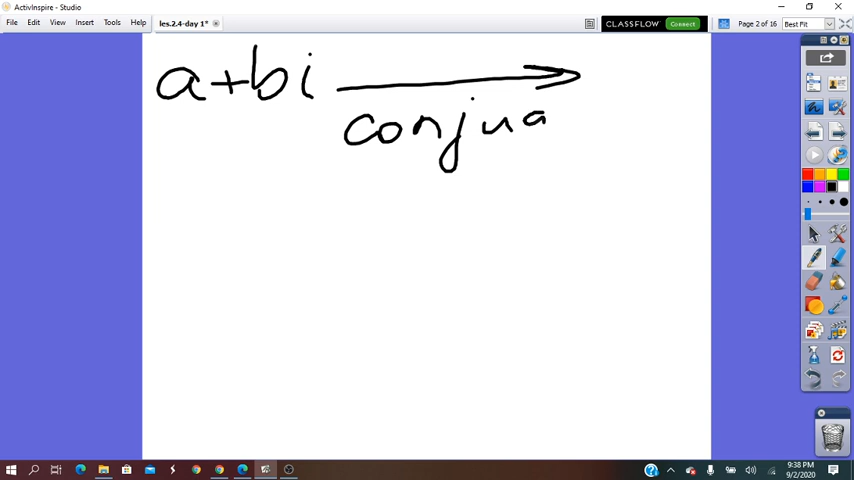 ActivInspire - Studio
File Edit View Insert Tools Help
les.2.4-day 1*
CLASSFLOW Connect
Page 2 of 16
Best Fit
a+bi
conjua
9:38 PM
9/2/2020